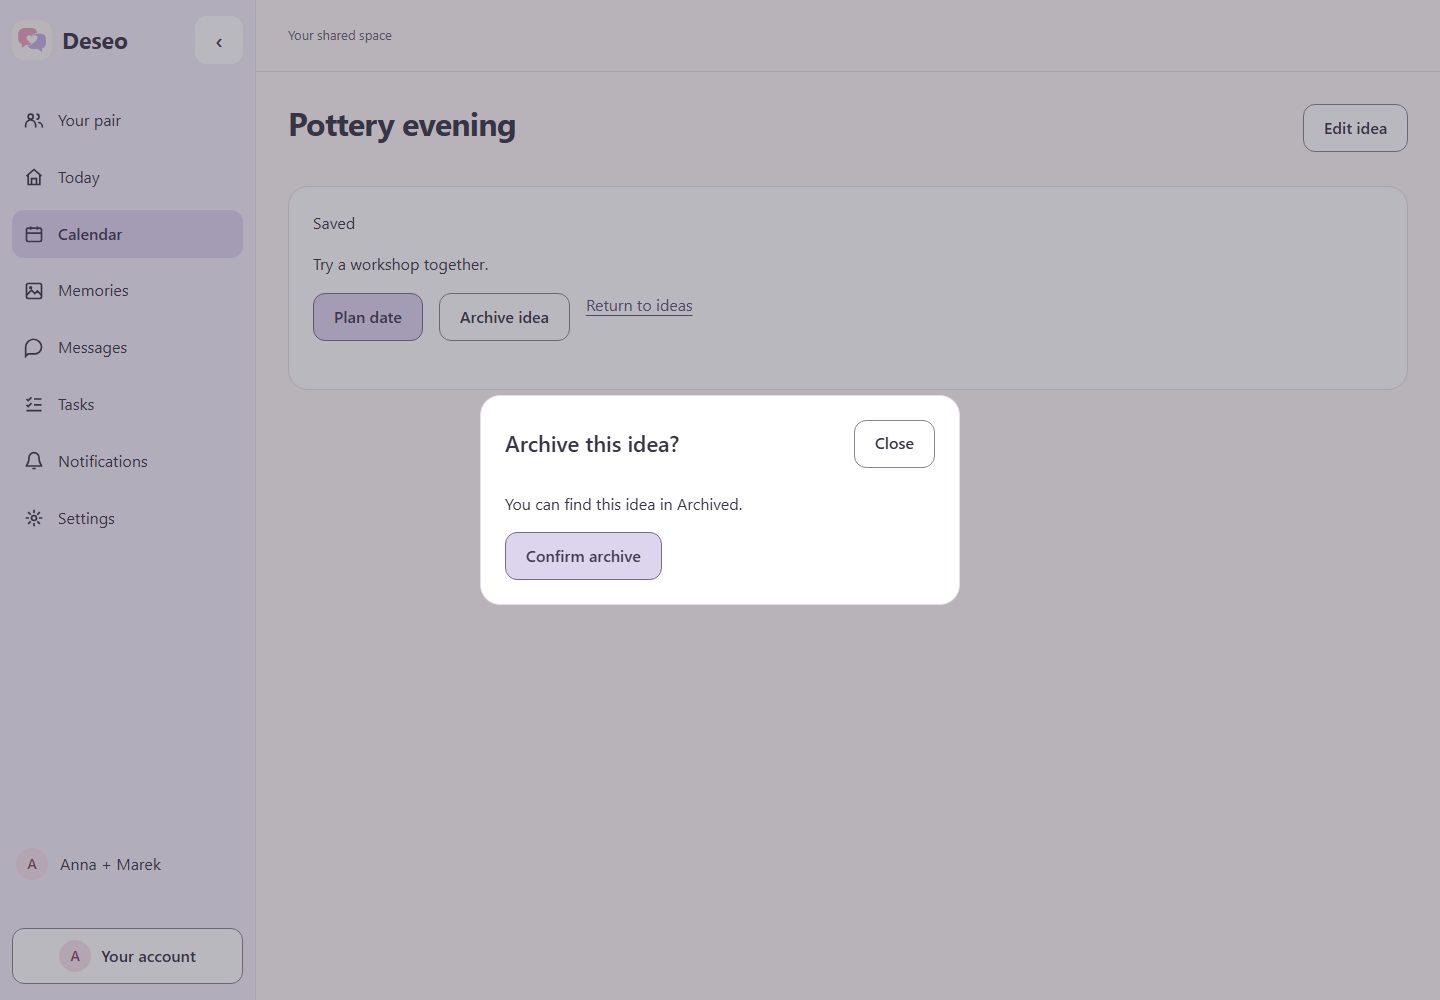 Deseo
‹
Your pair
Today
Calendar
Memories
Messages
Tasks
Notifications
Settings
A Anna + Marek
A Your account
Your shared space
Pottery evening
Edit idea
Saved
Try a workshop together.
Plan date Archive idea Return to ideas
Archive this idea? Close
You can find this idea in Archived.
Confirm archive